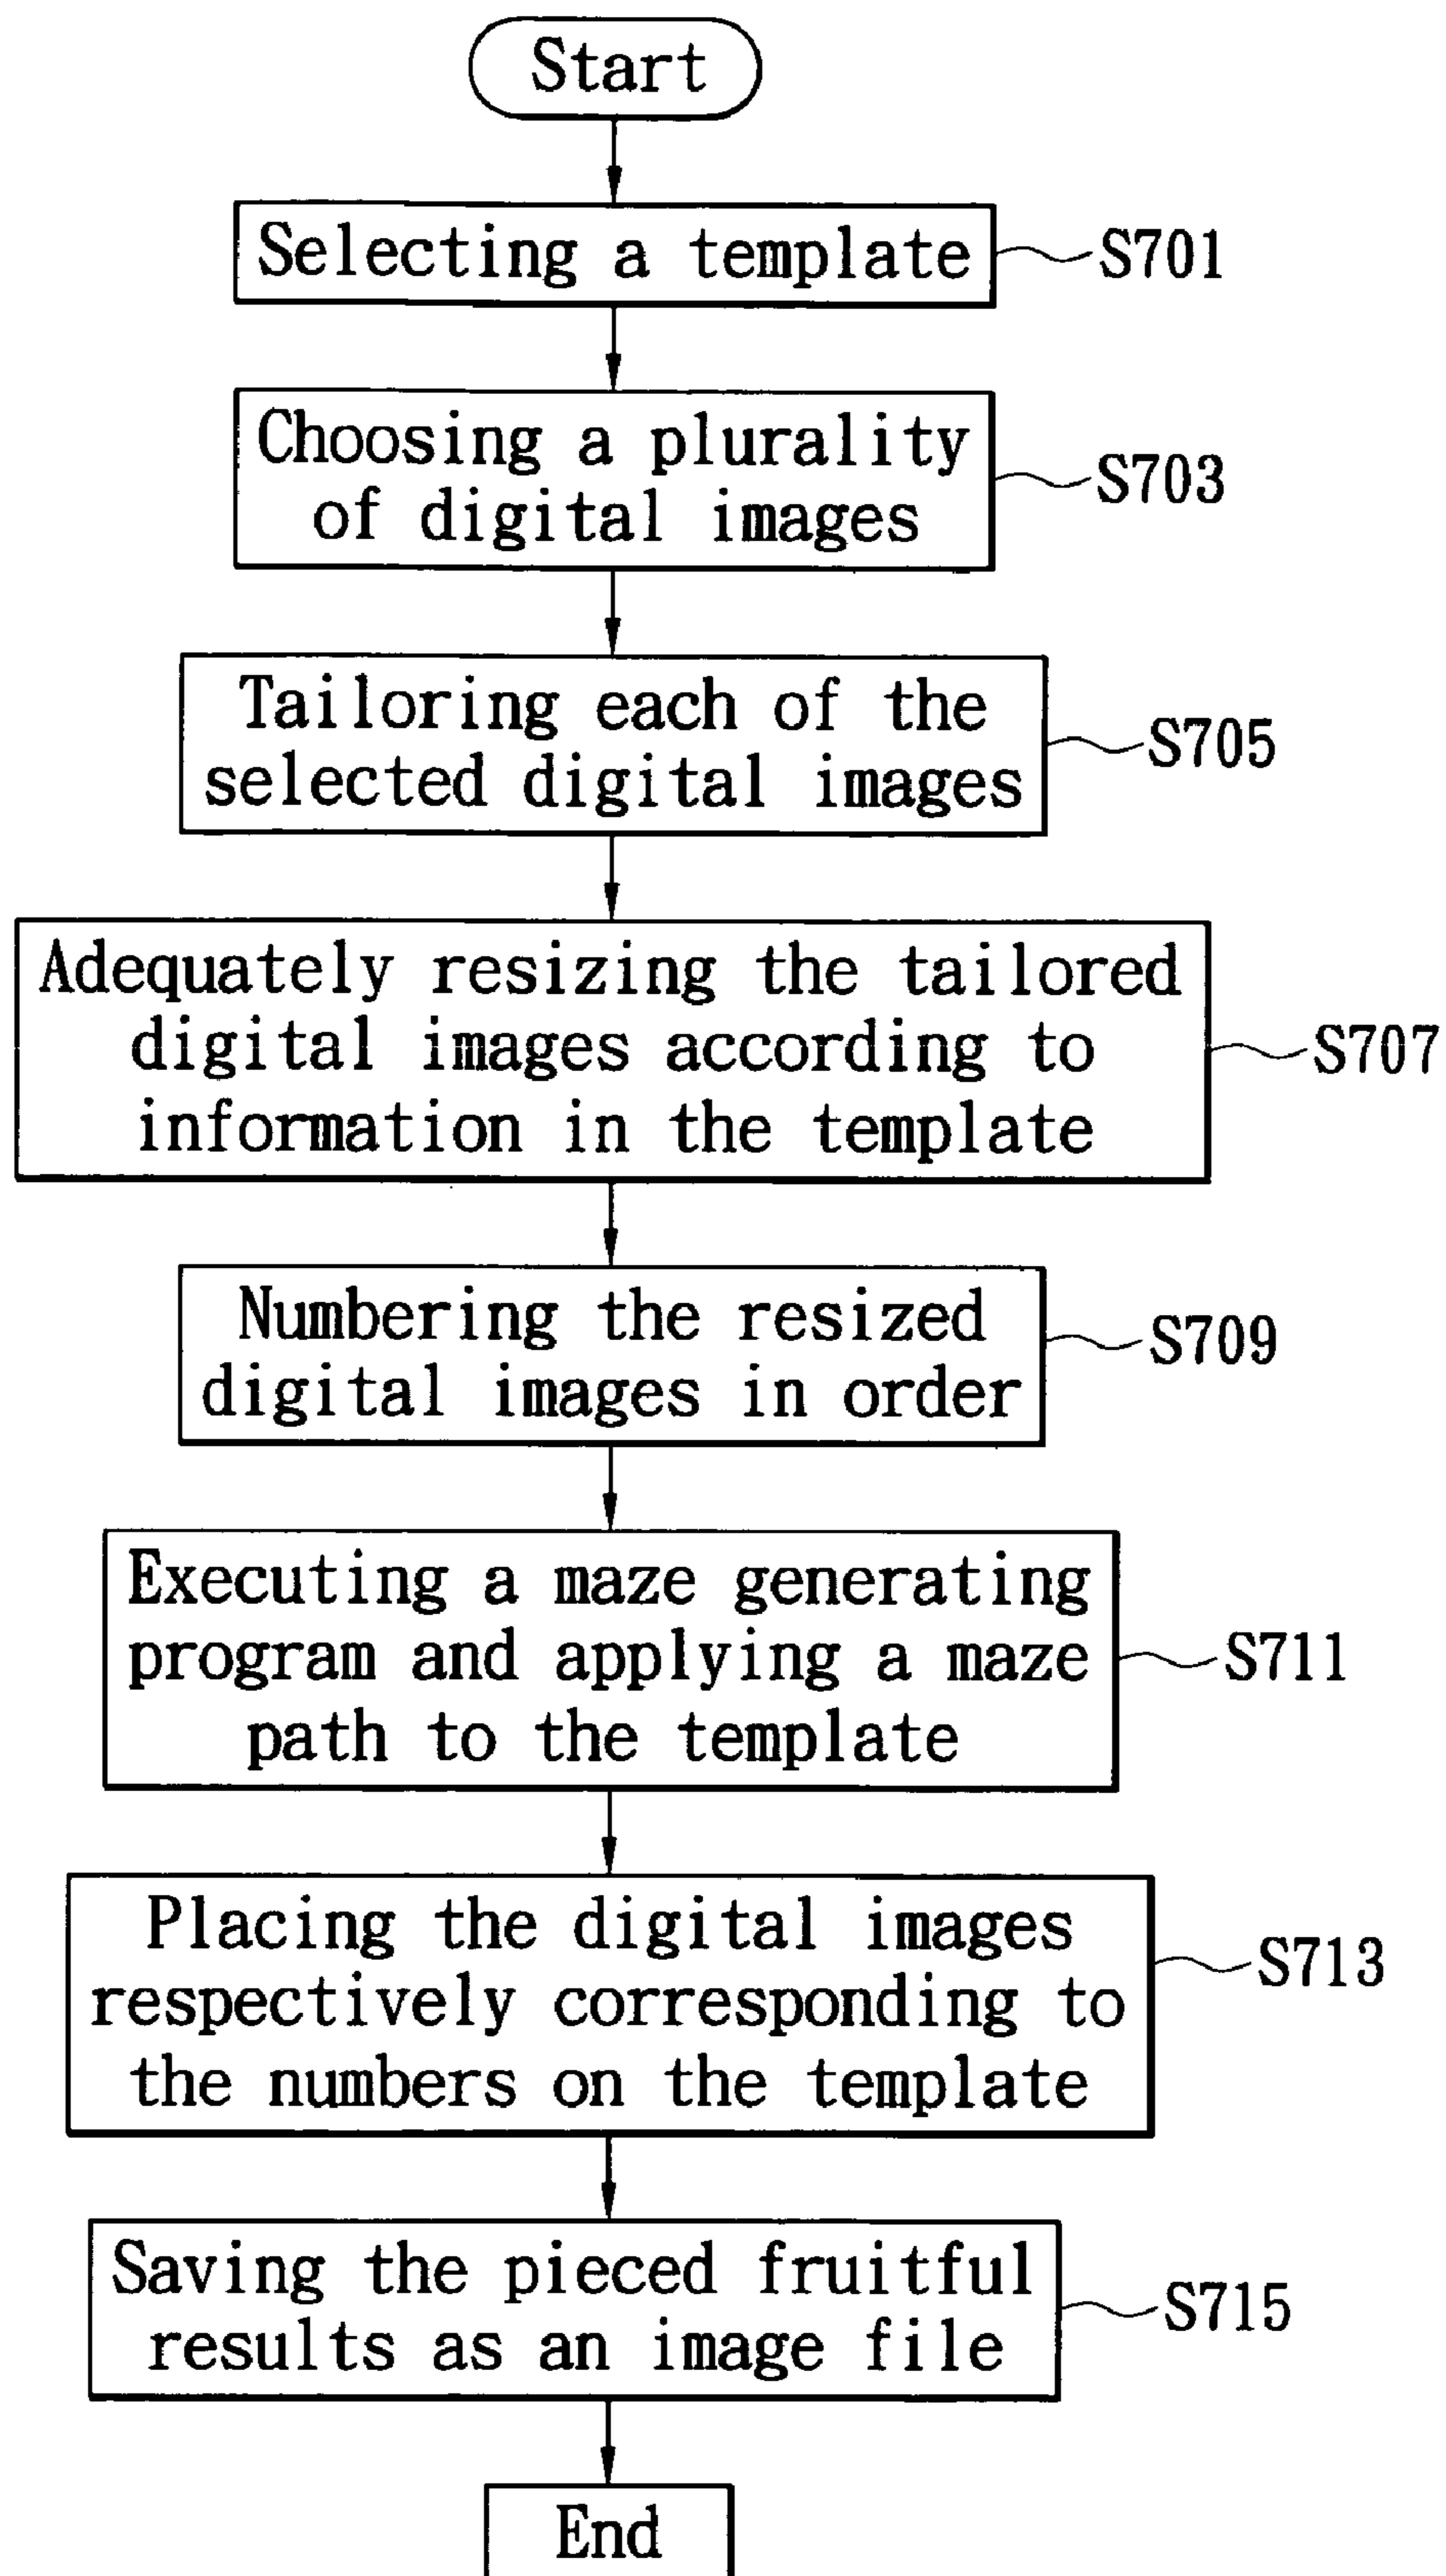 Start
Selecting a template
S701
Choosing a plurality
of digital images
S703
Tailoring each of the
selected digital images
S705
Adequately resizing the tailored
digital images according to
information in the template
S707
Numbering the resized
digital images in order
S709
Executing a maze generating
program and applying a maze
path to the template
S711
Placing the digital images
respectively corresponding to
the numbers on the template
S713
Saving the pieced fruitful
results as an image file
S715
End